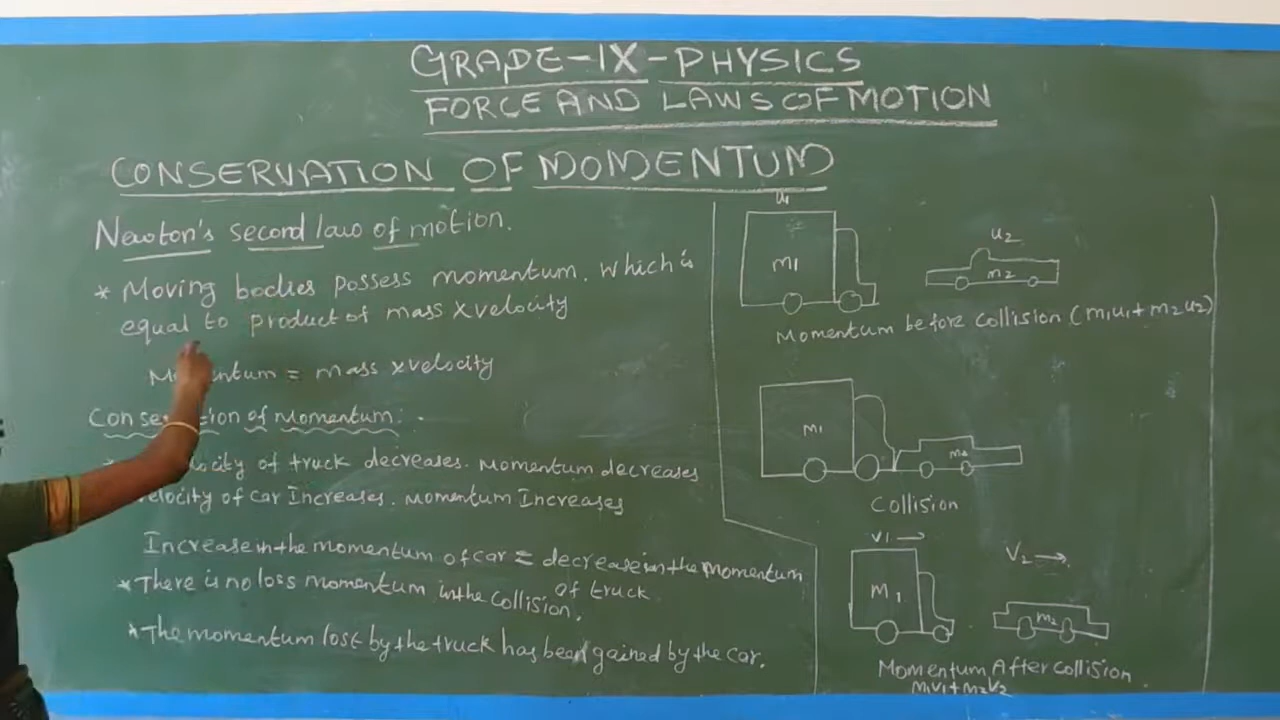 GRADE-IX-PHYSICS
FORCE AND LAWS OF MOTION
CONSERVATION OF MOMENTUM
Newton's second law of motion.
* Moving bodies possess momentum. Which is
equal to product of mass x velocity
= mass x velocity
of Momentum:
of truck decreases. Momentum decreases
velocity of car Increases. Momentum Increases
Increase in the momentum of car = decrease in the momentum
of truck
* There is no loss momentum in the collision.
* The momentum lost by the truck has been gained by the car.
u1
m1
u2
m2
Momentum before collision (m1u1 + m2u2)
m1
m2
Collision
v1 →
V2 →
M1
m2
Momentum After collision
m1v1 + m2v2